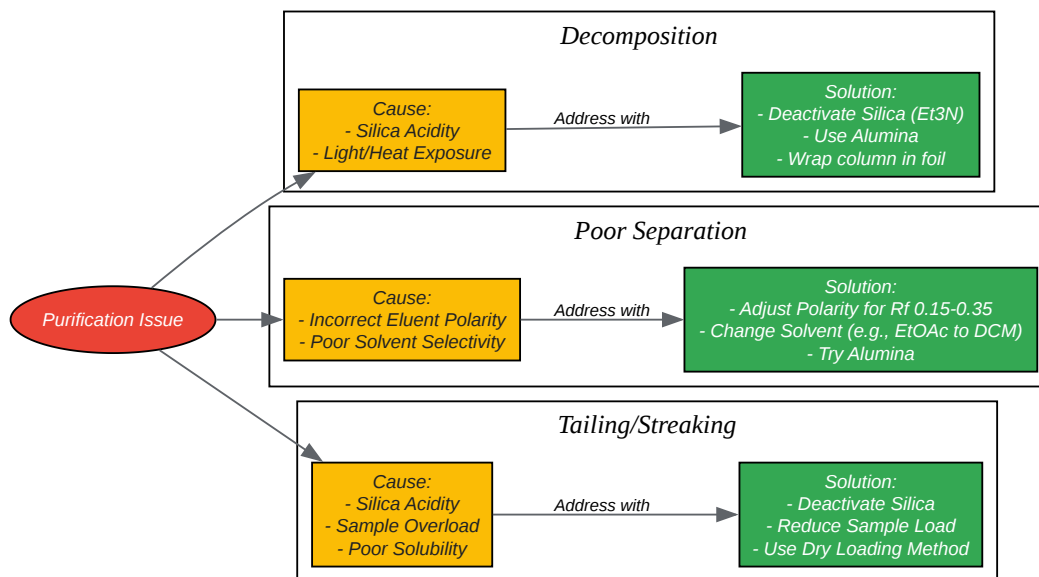 Decomposition
Cause:
- Silica Acidity
- Light/Heat Exposure
Address with
Solution:
- Deactivate Silica (Et3N)
- Use Alumina
- Wrap column in foil
Purification Issue
Poor Separation
Cause:
- Incorrect Eluent Polarity
- Poor Solvent Selectivity
Address with
Solution:
- Adjust Polarity for Rf 0.15-0.35
- Change Solvent (e.g., EtOAc to DCM)
- Try Alumina
Tailing/Streaking
Cause:
- Silica Acidity
- Sample Overload
- Poor Solubility
Address with
Solution:
- Deactivate Silica
- Reduce Sample Load
- Use Dry Loading Method